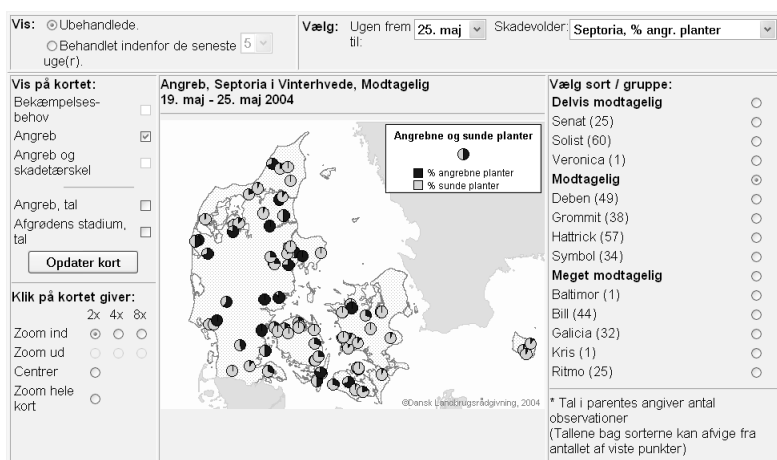 Vis:
Ubehandlede.
Behandlet indenfor de seneste 5
uge(r).
Vælg:
Ugen frem
til:
25. maj
Skadevolder:
Septoria, % angr. planter
Vis på kortet:
Bekæmpelses-
behov
Angreb
Angreb og
skadetærskel
Angreb, tal
Afgrødens stadium,
tal
Opdater kort
Klik på kortet giver:
2x 4x 8x
Zoom ind
Zoom ud
Centrer
Zoom hele
kort
Angreb, Septoria i Vinterhvede, Modtagelig
19. maj - 25. maj 2004
Angrebne og sunde planter
% angrebne planter
% sunde planter
©Dansk Landbrugsrådgivning, 2004
Vælg sort / gruppe:
Delvis modtagelig
Senat (25)
Solist (60)
Veronica (1)
Modtagelig
Deben (49)
Grommit (38)
Hattrick (57)
Symbol (34)
Meget modtagelig
Baltimor (1)
Bill (44)
Galicia (32)
Kris (1)
Ritmo (25)
* Tal i parentes angiver antal
observationer
(Tallene bag sorterne kan afvige fra
antallet af viste punkter)